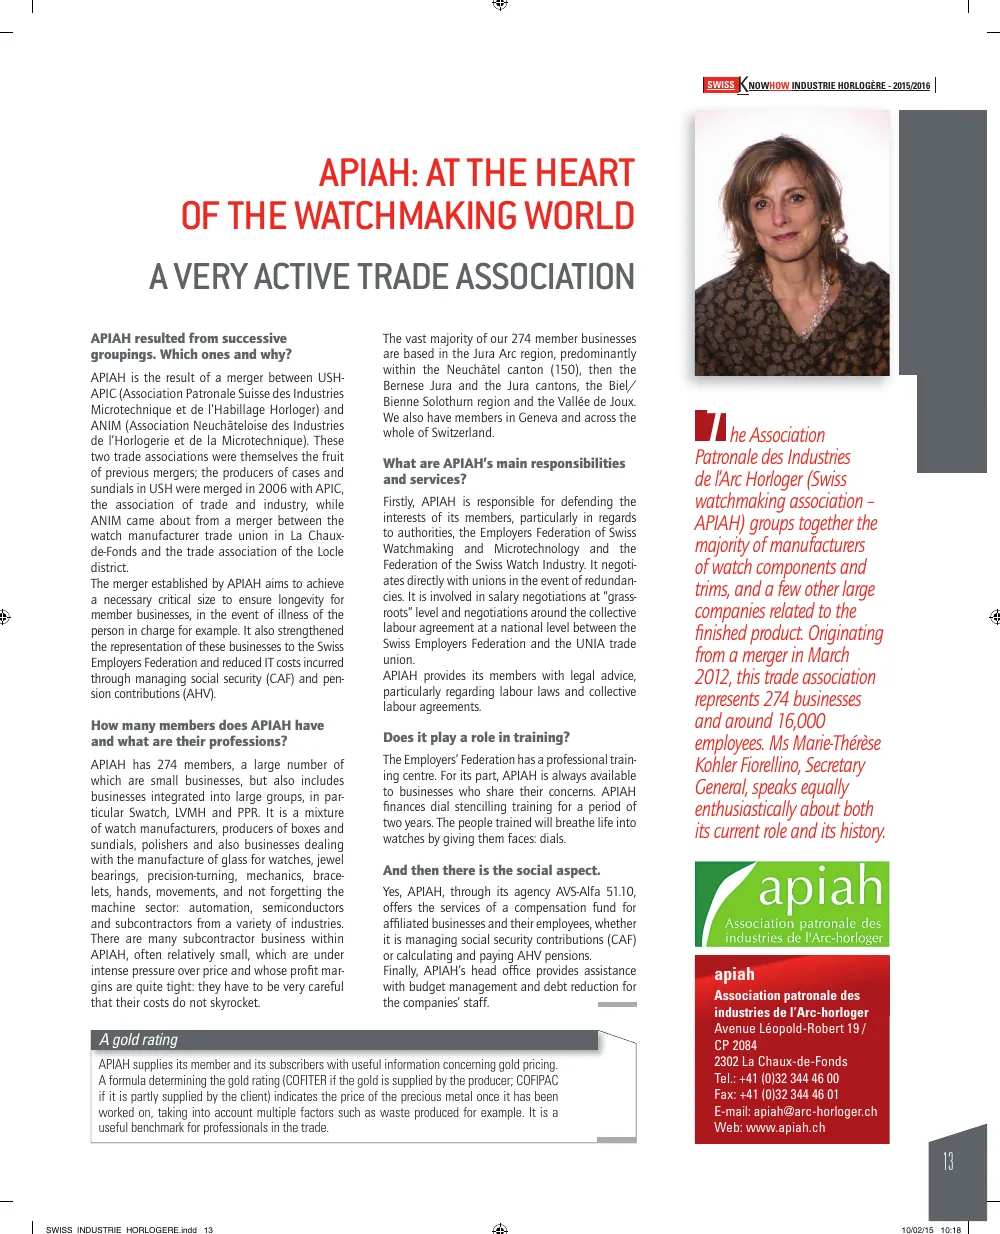 SWISS KNOWHOW INDUSTRIE HORLOGÈRE - 2015/2016
APIAH: AT THE HEART
OF THE WATCHMAKING WORLD
A VERY ACTIVE TRADE ASSOCIATION
APIAH resulted from successive
groupings. Which ones and why?
APIAH is the result of a merger between USH-
APIC (Association Patronale Suisse des Industries
Microtechnique et de l'Habillage Horloger) and
ANIM (Association Neuchâteloise des Industries
de l'Horlogerie et de la Microtechnique). These
two trade associations were themselves the fruit
of previous mergers; the producers of cases and
sundials in USH were merged in 2006 with APIC,
the association of trade and industry, while
ANIM came about from a merger between the
watch manufacturer trade union in La Chaux-
de-Fonds and the trade association of the Locle
district.
The merger established by APIAH aims to achieve
a necessary critical size to ensure longevity for
member businesses, in the event of illness of the
person in charge for example. It also strengthened
the representation of these businesses to the Swiss
Employers Federation and reduced IT costs incurred
through managing social security (CAF) and pen-
sion contributions (AHV).
How many members does APIAH have
and what are their professions?
APIAH has 274 members, a large number of
which are small businesses, but also includes
businesses integrated into large groups, in par-
ticular Swatch, LVMH and PPR. It is a mixture
of watch manufacturers, producers of boxes and
sundials, polishers and also businesses dealing
with the manufacture of glass for watches, jewel
bearings, precision-turning, mechanics, brace-
lets, hands, movements, and not forgetting the
machine sector: automation, semiconductors
and subcontractors from a variety of industries.
There are many subcontractor business within
APIAH, often relatively small, which are under
intense pressure over price and whose profit mar-
gins are quite tight: they have to be very careful
that their costs do not skyrocket.
The vast majority of our 274 member businesses
are based in the Jura Arc region, predominantly
within the Neuchâtel canton (150), then the
Bernese Jura and the Jura cantons, the Biel/
Bienne Solothurn region and the Vallée de Joux.
We also have members in Geneva and across the
whole of Switzerland.
What are APIAH's main responsibilities
and services?
Firstly, APIAH is responsible for defending the
interests of its members, particularly in regards
to authorities, the Employers Federation of Swiss
Watchmaking and Microtechnology and the
Federation of the Swiss Watch Industry. It negoti-
ates directly with unions in the event of redundan-
cies. It is involved in salary negotiations at "grass-
roots" level and negotiations around the collective
labour agreement at a national level between the
Swiss Employers Federation and the UNIA trade
union.
APIAH provides its members with legal advice,
particularly regarding labour laws and collective
labour agreements.
Does it play a role in training?
The Employers' Federation has a professional train-
ing centre. For its part, APIAH is always available
to businesses who share their concerns. APIAH
finances dial stencilling training for a period of
two years. The people trained will breathe life into
watches by giving them faces: dials.
And then there is the social aspect.
Yes, APIAH, through its agency AVS-Alfa 51.10,
offers the services of a compensation fund for
affiliated businesses and their employees, whether
it is managing social security contributions (CAF)
or calculating and paying AHV pensions.
Finally, APIAH's head office provides assistance
with budget management and debt reduction for
the companies' staff.
A gold rating
APIAH supplies its member and its subscribers with useful information concerning gold pricing.
A formula determining the gold rating (COFITER if the gold is supplied by the producer; COFIPAC
if it is partly supplied by the client) indicates the price of the precious metal once it has been
worked on, taking into account multiple factors such as waste produced for example. It is a
useful benchmark for professionals in the trade.
The Association
Patronale des Industries
de l'Arc Horloger (Swiss
watchmaking association –
APIAH) groups together the
majority of manufacturers
of watch components and
trims, and a few other large
companies related to the
finished product. Originating
from a merger in March
2012, this trade association
represents 274 businesses
and around 16,000
employees. Ms Marie-Thérèse
Kohler Fiorellino, Secretary
General, speaks equally
enthusiastically about both
its current role and its history.
apiah
Association patronale des
industries de l'Arc-horloger
apiah
Association patronale des
industries de l'Arc-horloger
Avenue Léopold-Robert 19 /
CP 2084
2302 La Chaux-de-Fonds
Tel.: +41 (0)32 344 46 00
Fax: +41 (0)32 344 46 01
E-mail: apiah@arc-horloger.ch
Web: www.apiah.ch
13
SWISS_INDUSTRIE_HORLOGERE.indd 13
10/02/15 10:18